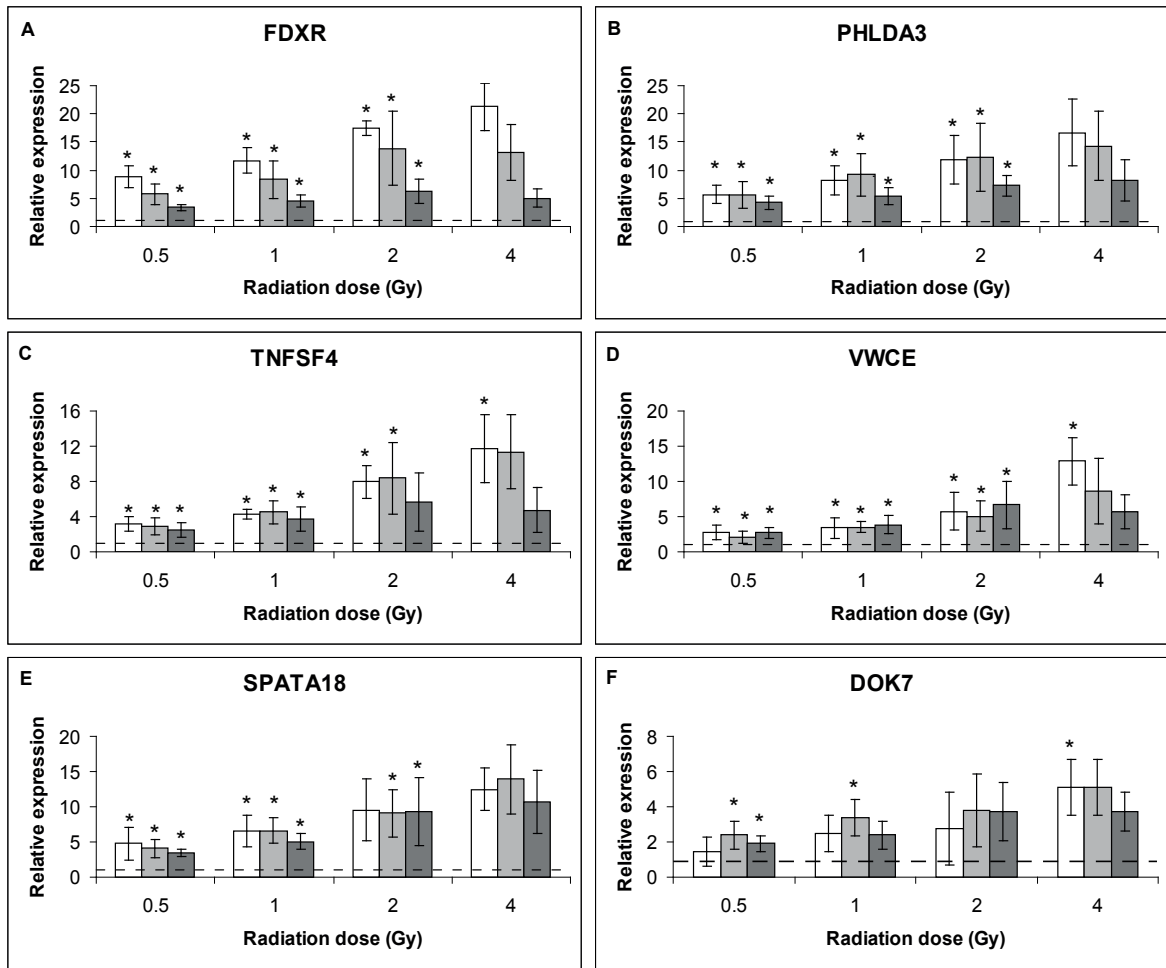 A
FDXR
Relative expression
25
20
15
10
5
0
* * *
* * *
* * *
0.5 1 2 4
Radiation dose (Gy)
B
PHLDA3
Relative expression
25
20
15
10
5
0
* * *
* * *
* * *
0.5 1 2 4
Radiation dose (Gy)
C
TNFSF4
Relative expression
16
12
8
4
0
* * *
* * *
* *
*
0.5 1 2 4
Radiation dose (Gy)
D
VWCE
Relative expression
20
15
10
5
0
* * *
* * *
* * *
*
0.5 1 2 4
Radiation dose (Gy)
E
SPATA18
Relative expression
20
15
10
5
0
* * *
* * *
* *
0.5 1 2 4
Radiation dose (Gy)
F
DOK7
Relative expression
8
6
4
2
0
* *
*
*
0.5 1 2 4
Radiation dose (Gy)